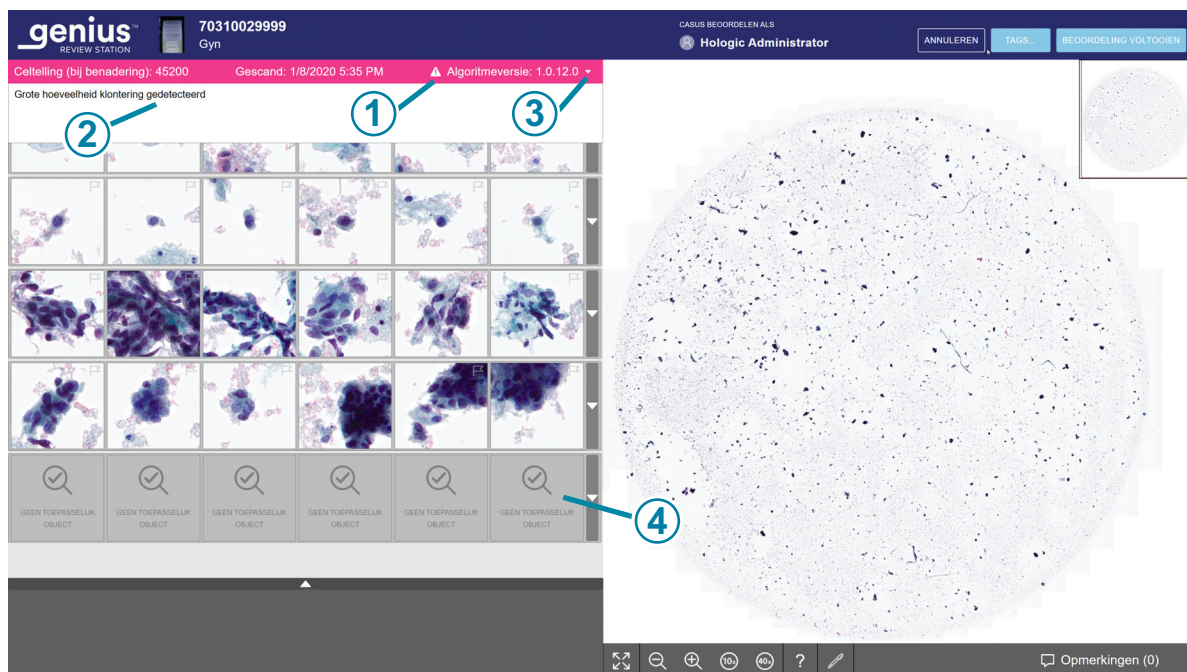 genius™
REVIEW STATION
70310029999
Gyn
CASUS BEOORDELEN ALS
Hologic Administrator
ANNULEREN
TAGS...
BEOORDELING VOLTOOIEN
Celtelling (bij benadering): 45200
Gescand: 1/8/2020 5:35 PM
Algoritmeversie: 1.0.12.0
Grote hoeveelheid klontering gedetecteerd
1
2
3
GEEN TOEPASSELIJK
OBJECT
GEEN TOEPASSELIJK
OBJECT
GEEN TOEPASSELIJK
OBJECT
GEEN TOEPASSELIJK
OBJECT
GEEN TOEPASSELIJK
OBJECT
GEEN TOEPASSELIJK
OBJECT
4
10x
40x
?
Opmerkingen (0)